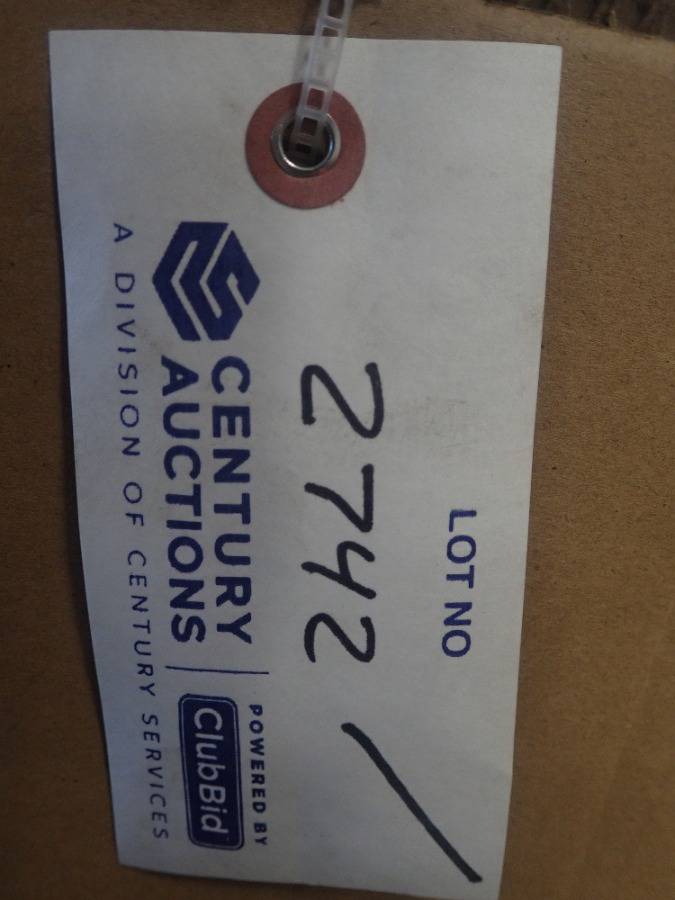 LOT NO
2742 /
CENTURY
AUCTIONS
POWERED BY
ClubBid
A DIVISION OF CENTURY SERVICES